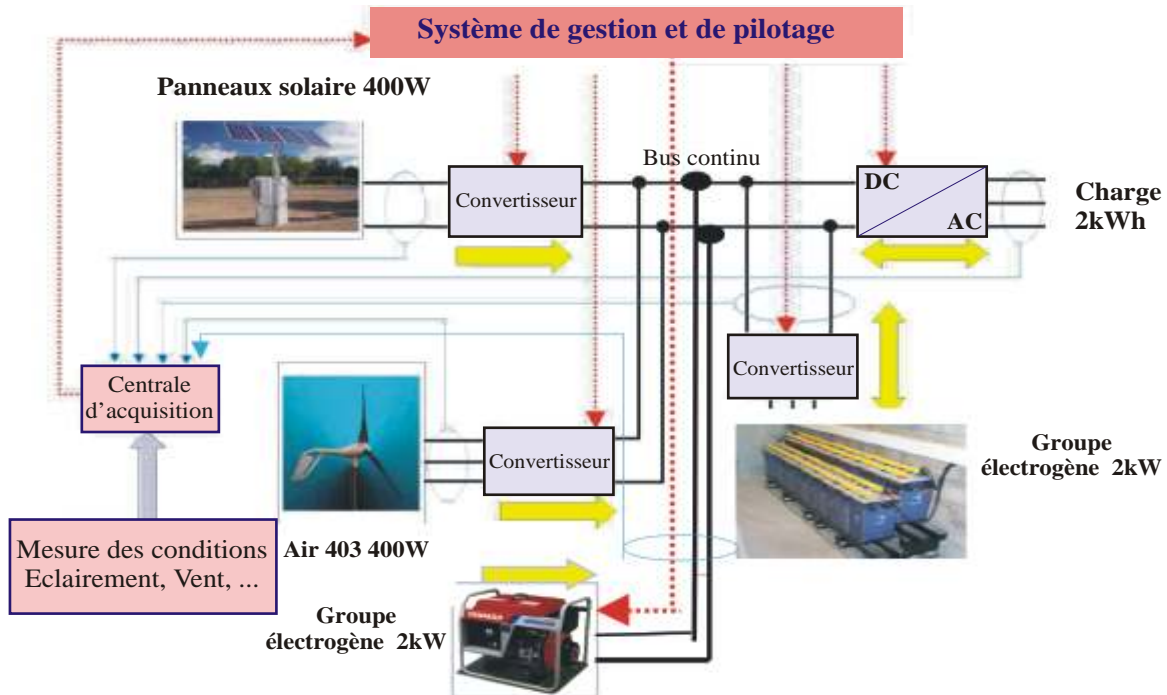 Système de gestion et de pilotage
Panneaux solaire 400W
Bus continu
Convertisseur
DC
AC
Charge
2kWh
Convertisseur
Centrale
d’acquisition
Convertisseur
Groupe
électrogène 2kW
Mesure des conditions
Eclairement, Vent, ...
Air 403 400W
Groupe
électrogène 2kW